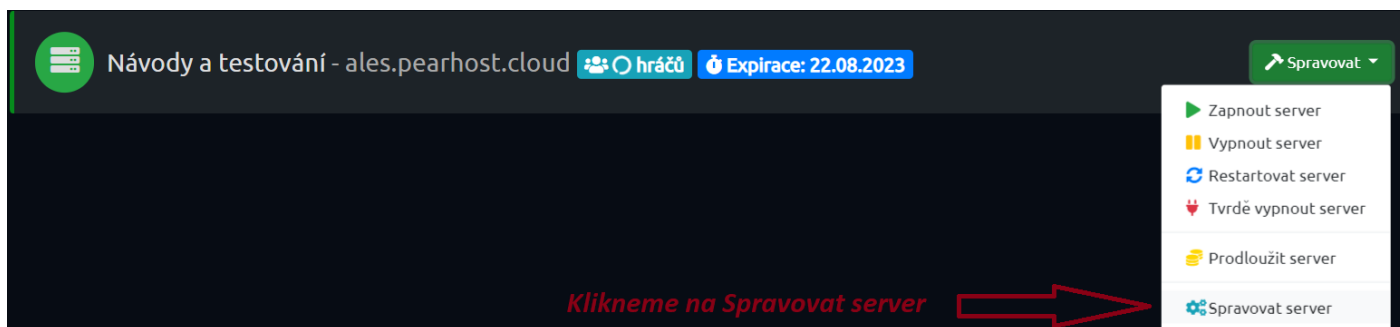 Návody a testování - ales.pearhost.cloud hráčů Expirace: 22.08.2023
Spravovat
Zapnout server
Vypnout server
Restartovat server
Tvrdě vypnout server
Prodloužit server
Klikneme na Spravovat server
Spravovat server